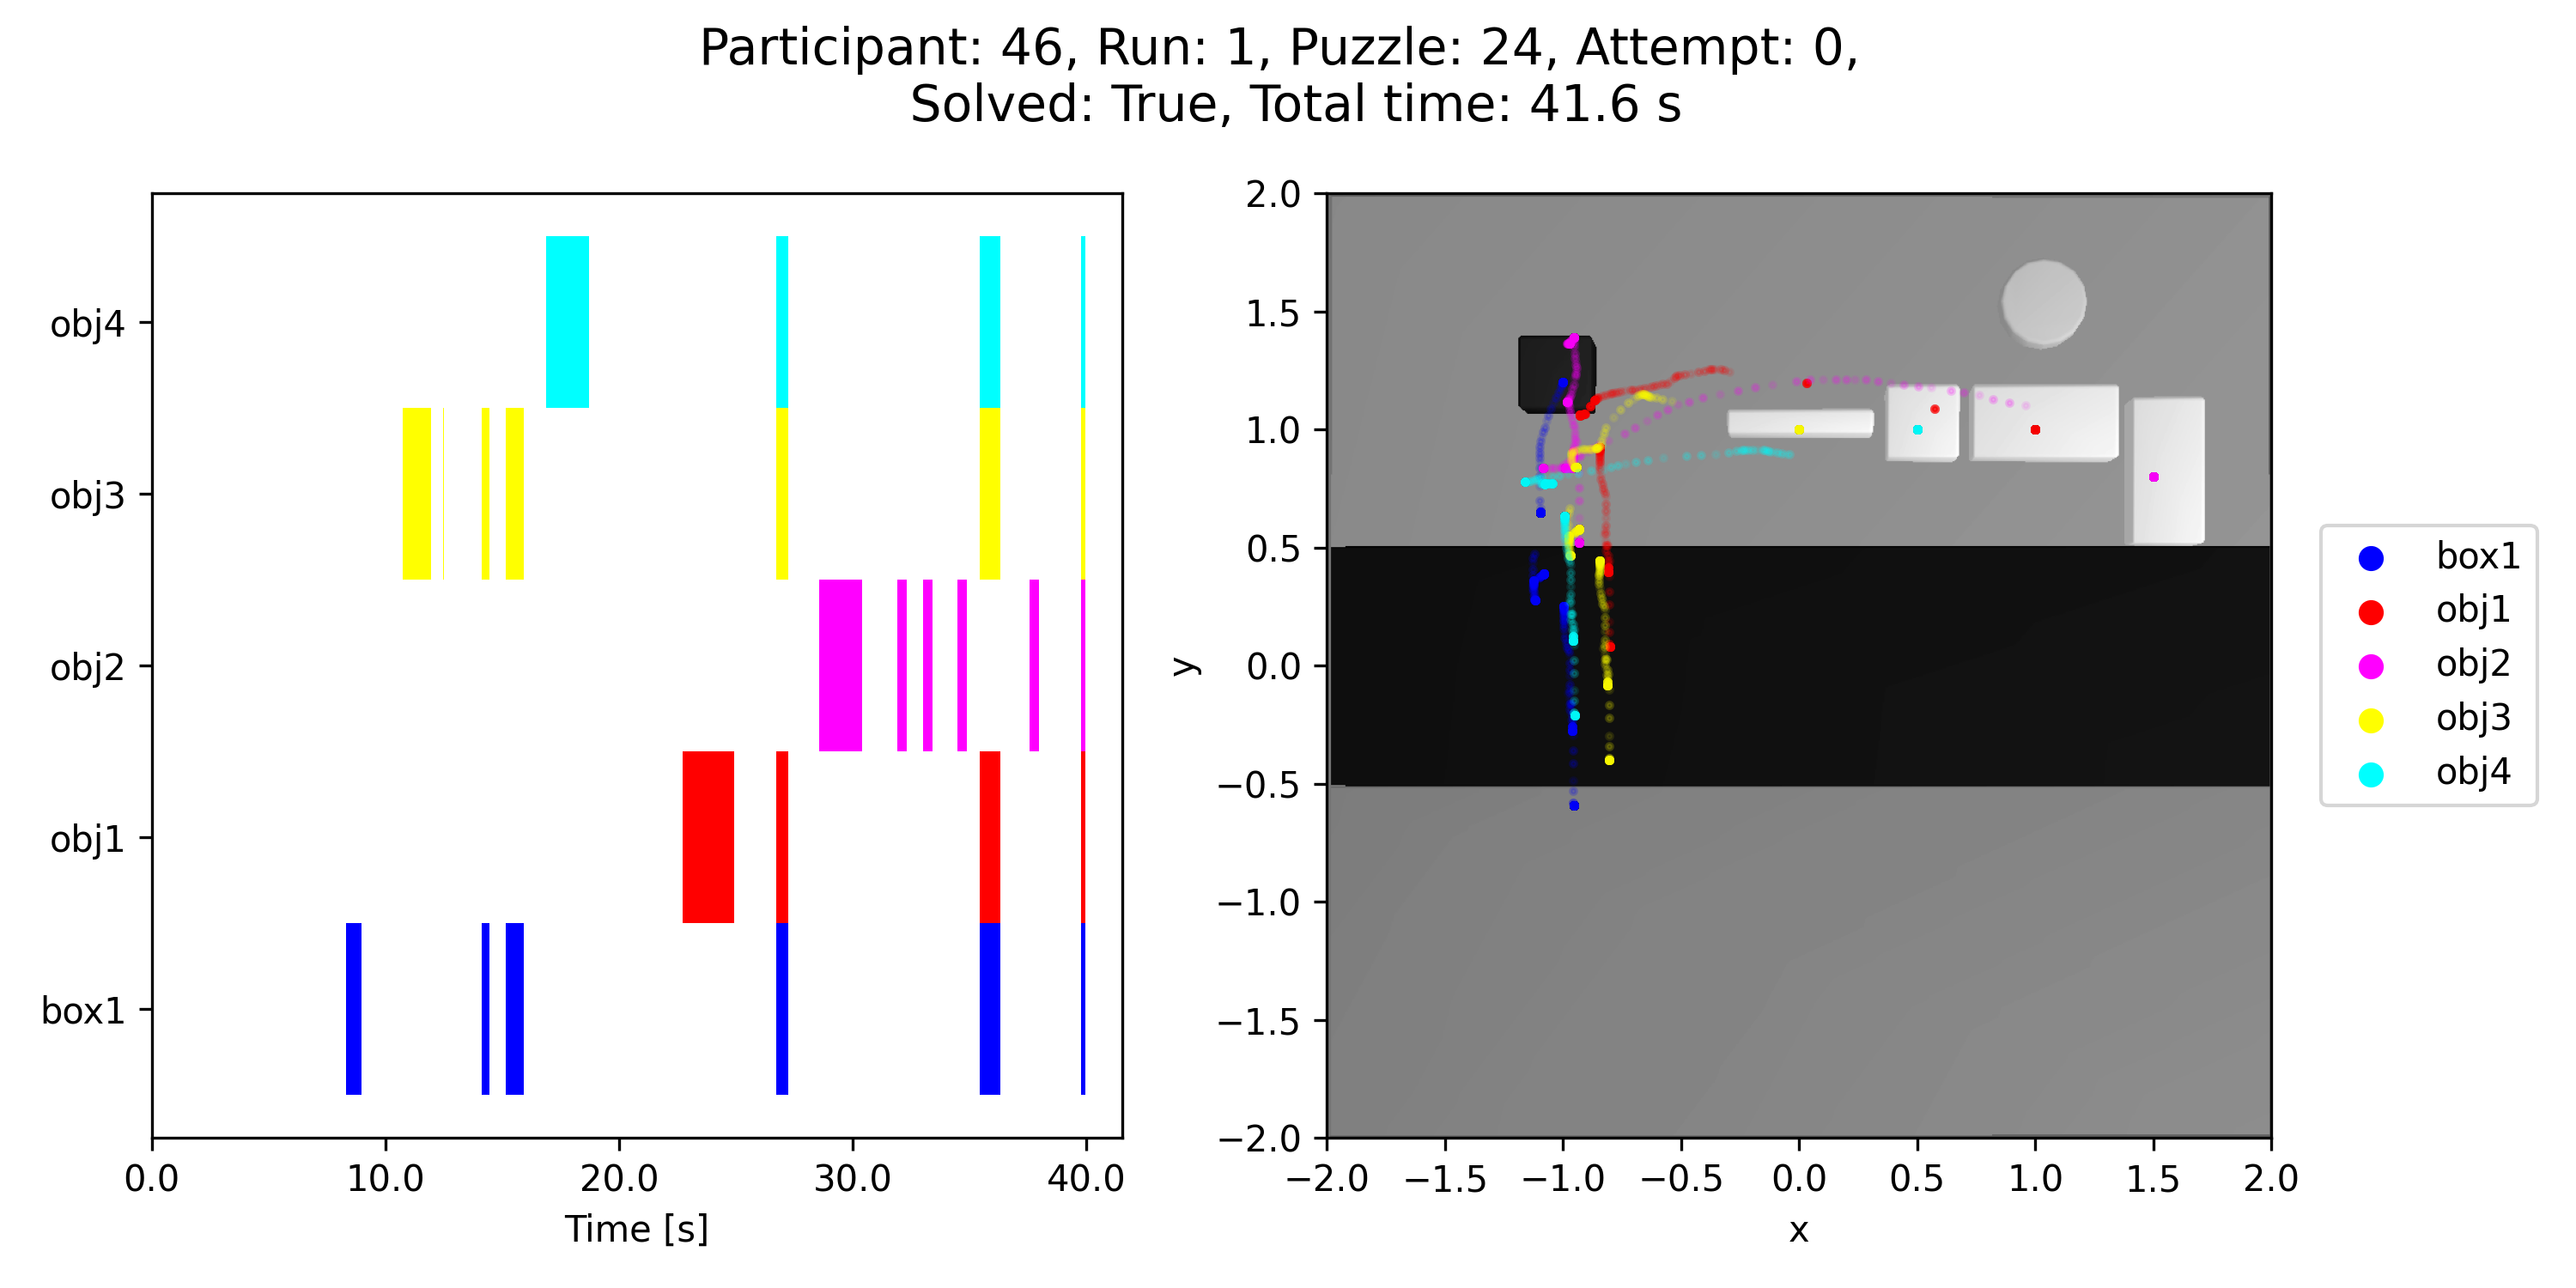 Participant: 46, Run: 1, Puzzle: 24, Attempt: 0,
Solved: True, Total time: 41.6 s
obj4
obj3
obj2
obj1
box1
0.0 10.0 20.0 30.0 40.0
Time [s]
2.0
1.5
1.0
0.5
0.0
−0.5
−1.0
−1.5
−2.0
y
−2.0 −1.5 −1.0 −0.5 0.0 0.5 1.0 1.5 2.0
x
box1
obj1
obj2
obj3
obj4